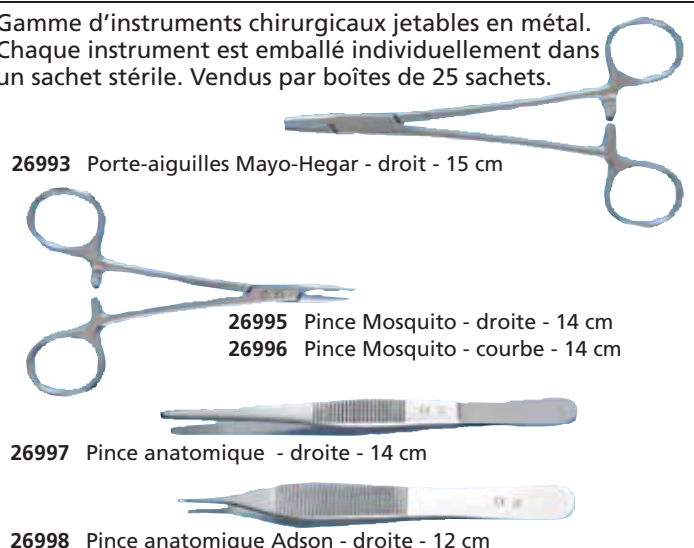 Gamme d’instruments chirurgicaux jetables en métal.
Chaque instrument est emballé individuellement dans
un sachet stérile. Vendus par boîtes de 25 sachets.
26993 Porte-aiguilles Mayo-Hegar - droit - 15 cm
26995 Pince Mosquito - droite - 14 cm
26996 Pince Mosquito - courbe - 14 cm
26997 Pince anatomique - droite - 14 cm
26998 Pince anatomique Adson - droite - 12 cm